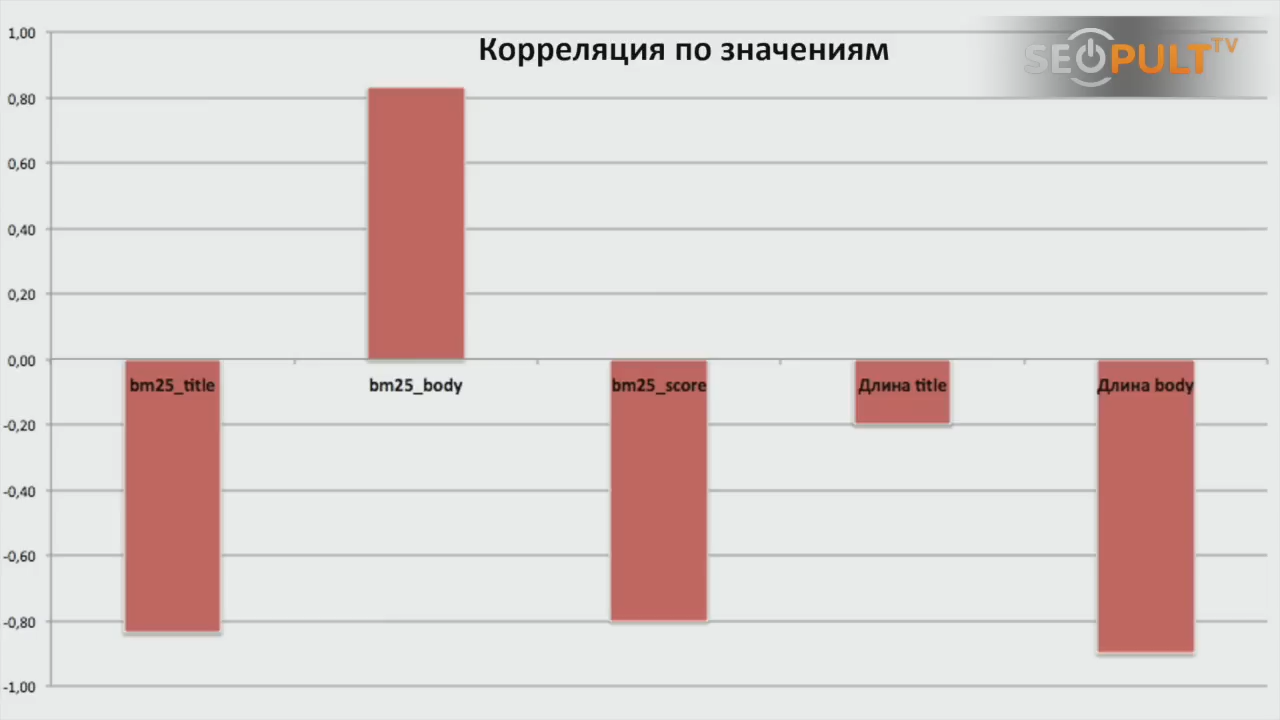 Корреляция по значениям
SEOPULT TV
1,00
0,80
0,60
0,40
0,20
0,00
-0,20
-0,40
-0,60
-0,80
-1,00
bm25_title
bm25_body
bm25_score
Длина title
Длина body